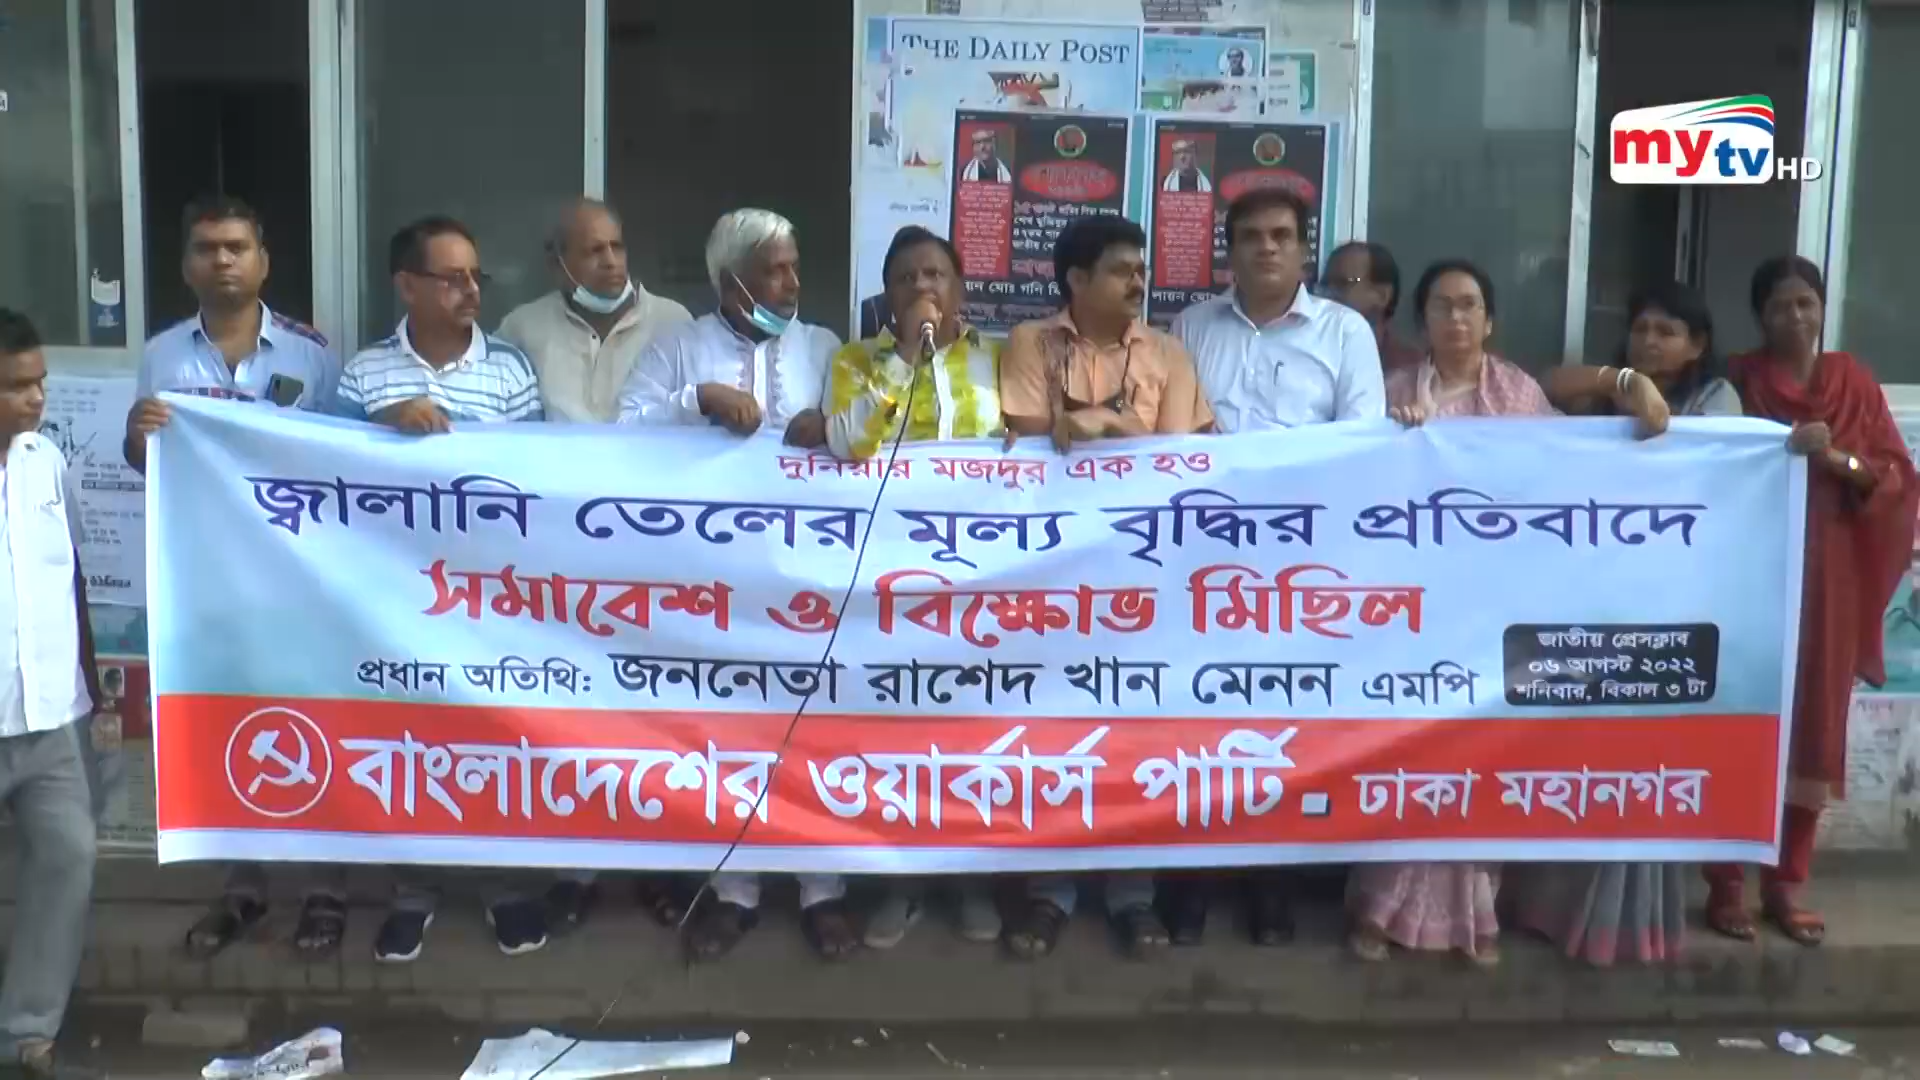 THE DAILY POST
mytv HD
দুনিয়ার মজদুর এক হও
জ্বালানি তেলের মূল্য বৃদ্ধির প্রতিবাদে
সমাবেশ ও বিক্ষোভ মিছিল
প্রধান অতিথি: জননেতা রাশেদ খান মেনন এমপি
জাতীয় প্রেসক্লাব
০৬ আগস্ট ২০২২
শনিবার, বিকাল ৩ টা
বাংলাদেশের ওয়ার্কার্স পার্টি - ঢাকা মহানগর